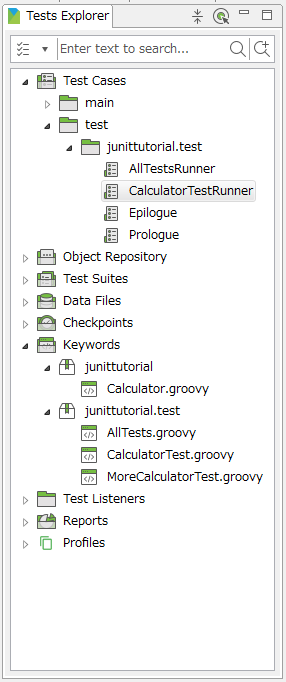 Tests Explorer
Enter text to search...
Test Cases
main
test
junittutorial.test
AllTestsRunner
CalculatorTestRunner
Epilogue
Prologue
Object Repository
Test Suites
Data Files
Checkpoints
Keywords
junittutorial
Calculator.groovy
junittutorial.test
AllTests.groovy
CalculatorTest.groovy
MoreCalculatorTest.groovy
Test Listeners
Reports
Profiles